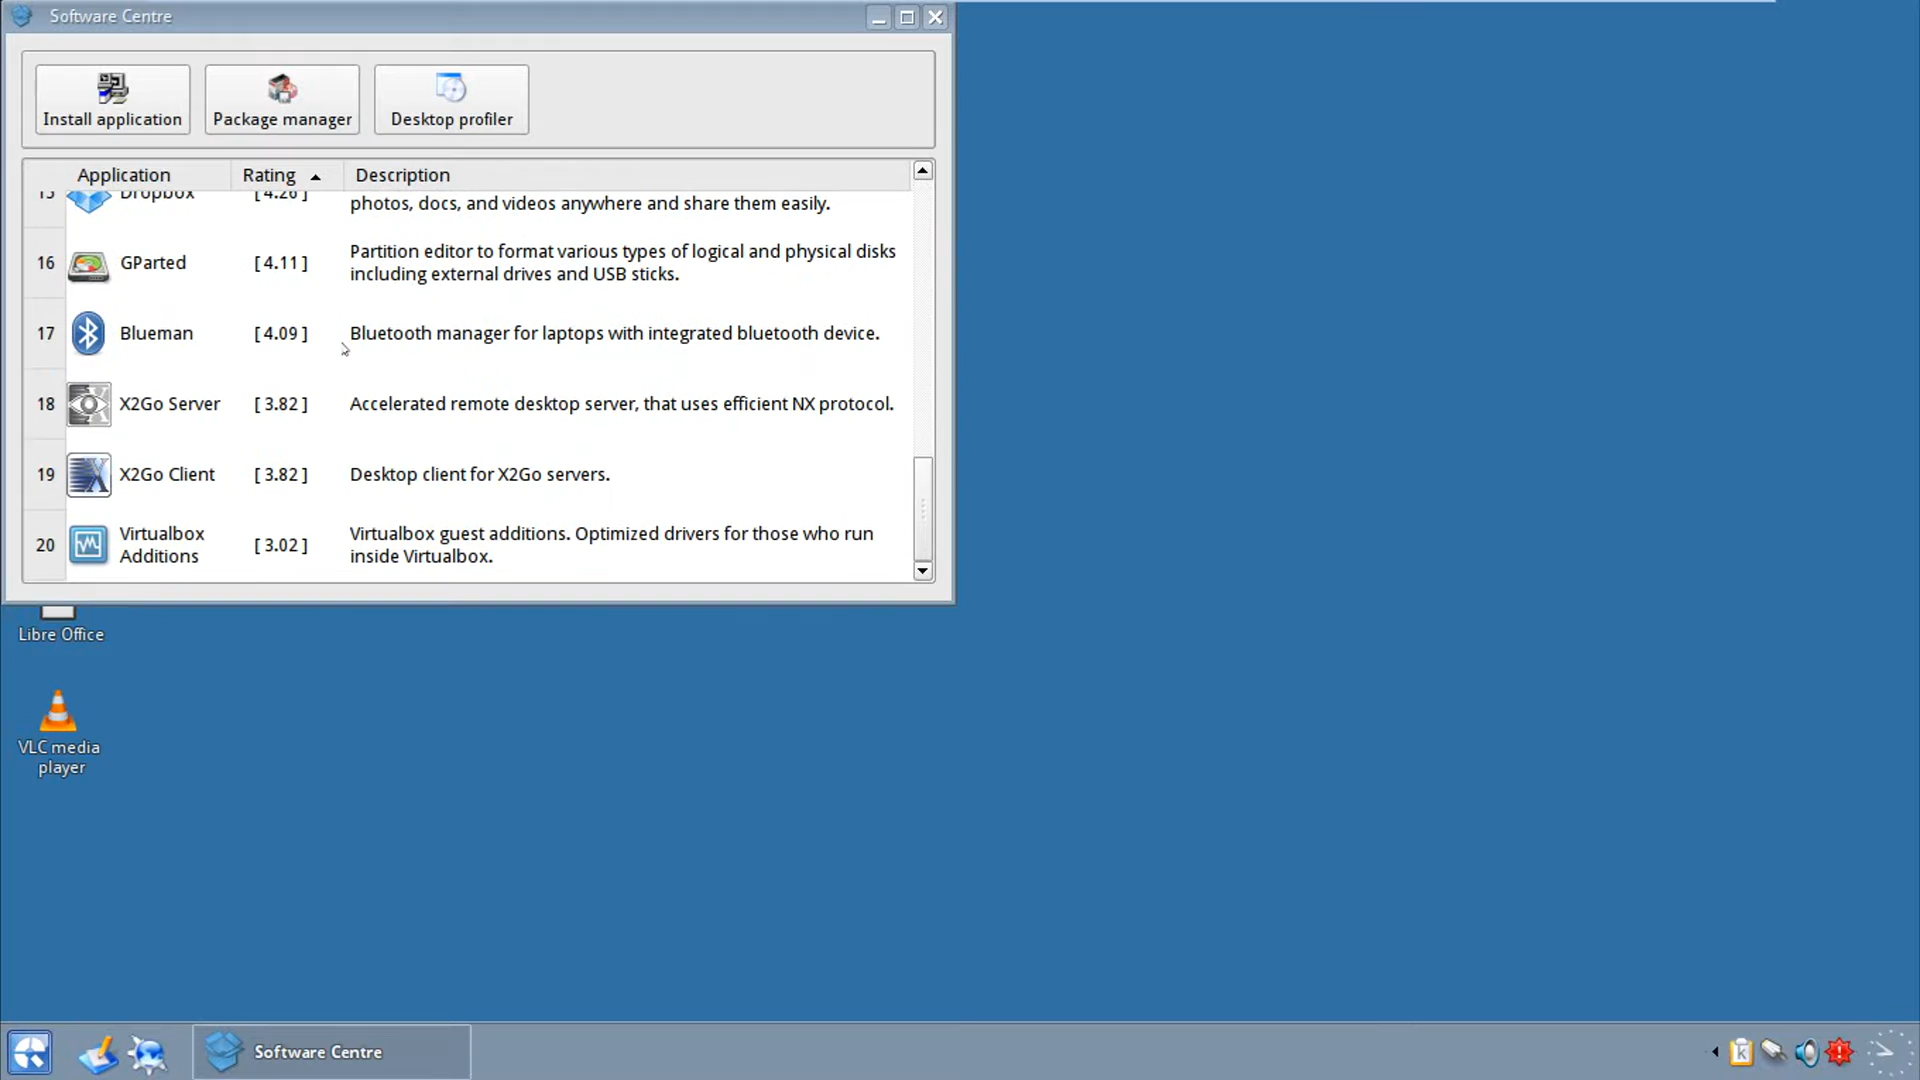 Software Centre
Install application
Package manager
Desktop profiler
Application
Rating
Description
15
Dropbox
[ 4.26 ]
photos, docs, and videos anywhere and share them easily.
16
GParted
[ 4.11 ]
Partition editor to format various types of logical and physical disks
including external drives and USB sticks.
17
Blueman
[ 4.09 ]
Bluetooth manager for laptops with integrated bluetooth device.
18
X2Go Server
[ 3.82 ]
Accelerated remote desktop server, that uses efficient NX protocol.
19
X2Go Client
[ 3.82 ]
Desktop client for X2Go servers.
20
Virtualbox
Additions
[ 3.02 ]
Virtualbox guest additions. Optimized drivers for those who run
inside Virtualbox.
Libre Office
VLC media
player
Software Centre